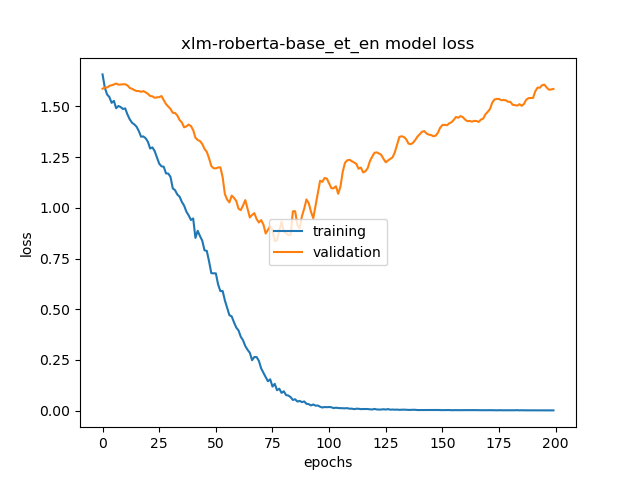 xlm-roberta-base_et_en model loss
1.50
1.25
1.00
0.75
0.50
0.25
0.00
loss
training
validation
0 25 50 75 100 125 150 175 200
epochs